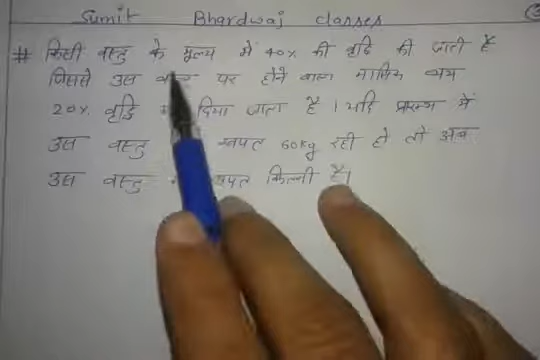 Sumit Bhardwaj classes
# किसी वस्तु के मूल्य में 40% की वृद्धि की जाती है
जिससे उस पर होने वाला मासिक व्यय
20% वृद्धि दिया जाता है । यदि प्रारम्भ में
उस वस्तु खपत 60kg रही हो तो अब
उस वस्तु खपत कितनी है।